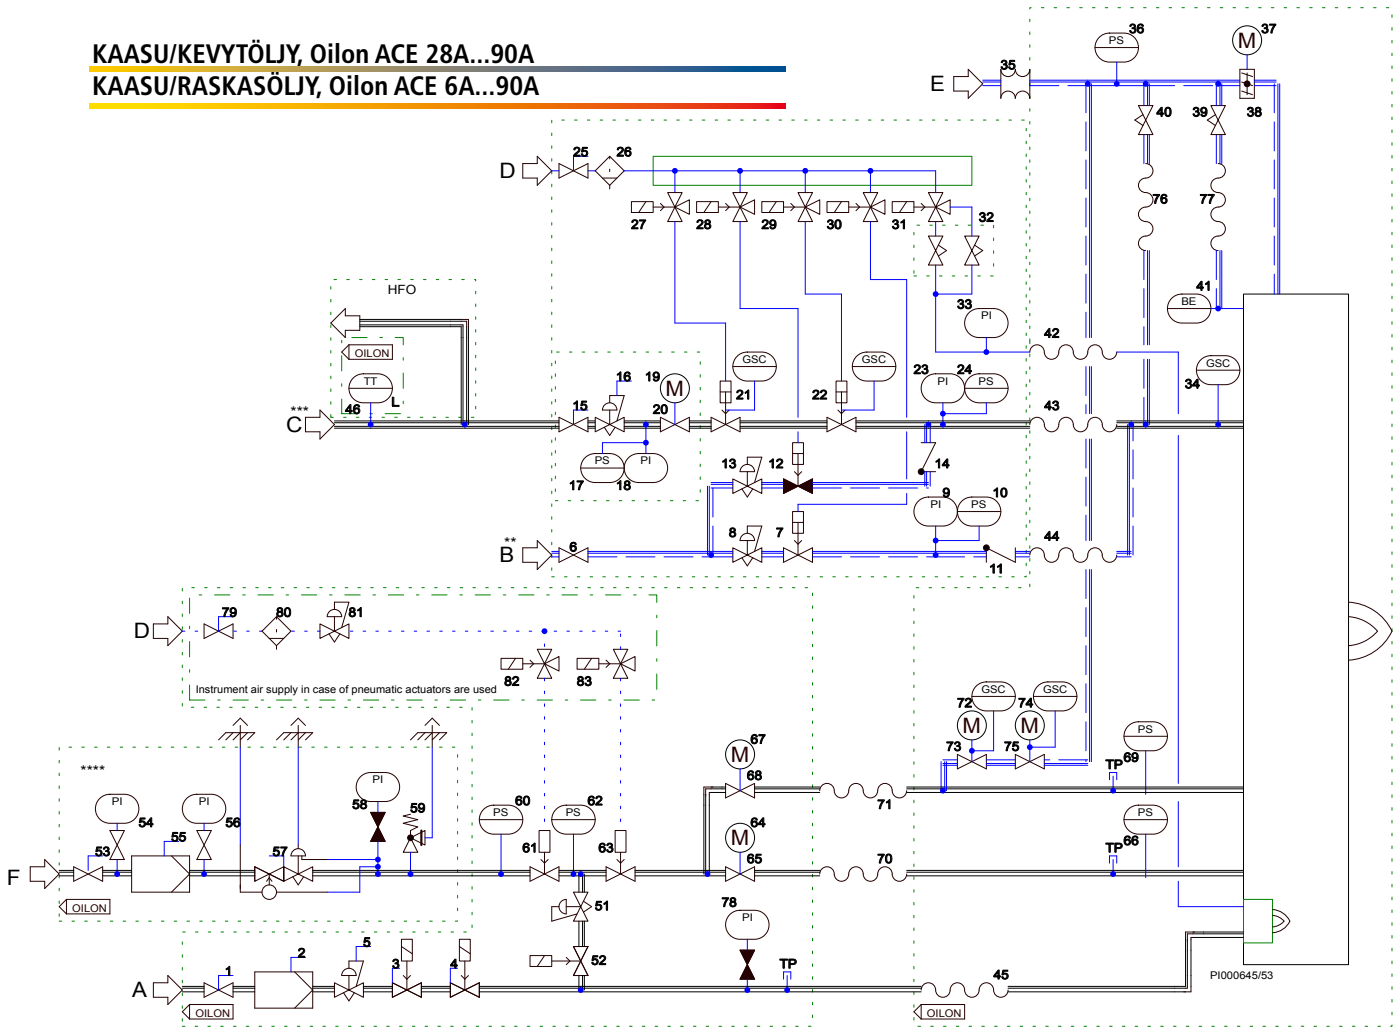 KAASU/KEVYTÖLJY, Oilon ACE 28A...90A
KAASU/RASKASÖLJY, Oilon ACE 6A...90A
36 37
PS M
E 35
40 39 38
D 25 26
27 28 29 30 31 32
76 77
HFO
41
BE
33
PI
42
OILON
TT
46 L
*** C
15 16 19
M
20
GSC
21
GSC
22
23 24
PI PS
43
34
GSC
PS PI
17 18
13 12
14
9 10
PI PS
** B
6 8 7
11
44
D
79 80 81
82 83
Instrument air supply in case of pneumatic actuators are used
72 74
GSC GSC
M M
73 75
****
PI
58
59
67
M
68
TP 69
PS
71
PI PI
54 56
53 55 57
60 62
PS PS
61 63
64
M
65
TP 66
PS
70
F
OILON
51
52
78
PI
TP
A
1 2 5 3 4
45
OILON
OILON
PI000645/53